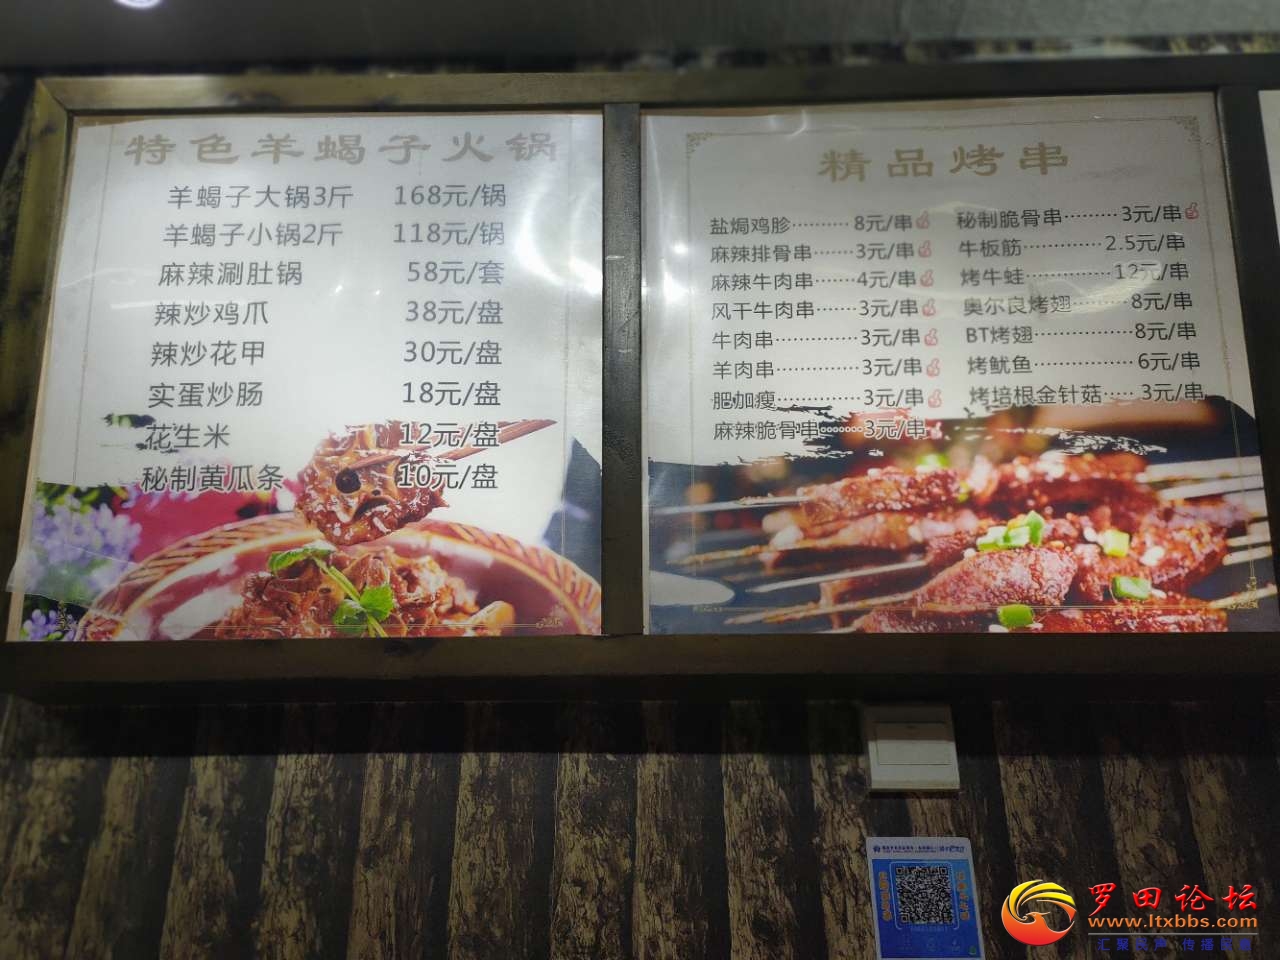 特色羊蝎子火锅
羊蝎子大锅3斤 168元/锅
羊蝎子小锅2斤 118元/锅
麻辣涮肚锅 58元/套
辣炒鸡爪 38元/盘
辣炒花甲 30元/盘
实蛋炒肠 18元/盘
花生米 12元/盘
秘制黄瓜条 10元/盘
精品烤串
盐焗鸡胗·········· 8元/串
麻辣排骨串·······3元/串
麻辣牛肉串·······4元/串
风干牛肉串·······3元/串
牛肉串··············3元/串
羊肉串··············3元/串
肥加瘦··············3元/串
麻辣脆骨串·······3元/串
秘制脆骨串·········3元/串
牛板筋·············2.5元/串
烤牛蛙··············12元/串
奥尔良烤翅··········8元/串
BT烤翅·················8元/串
烤鱿鱼·················6元/串
烤培根金针菇·····3元/串
罗田论坛
www.ltxbbs.com